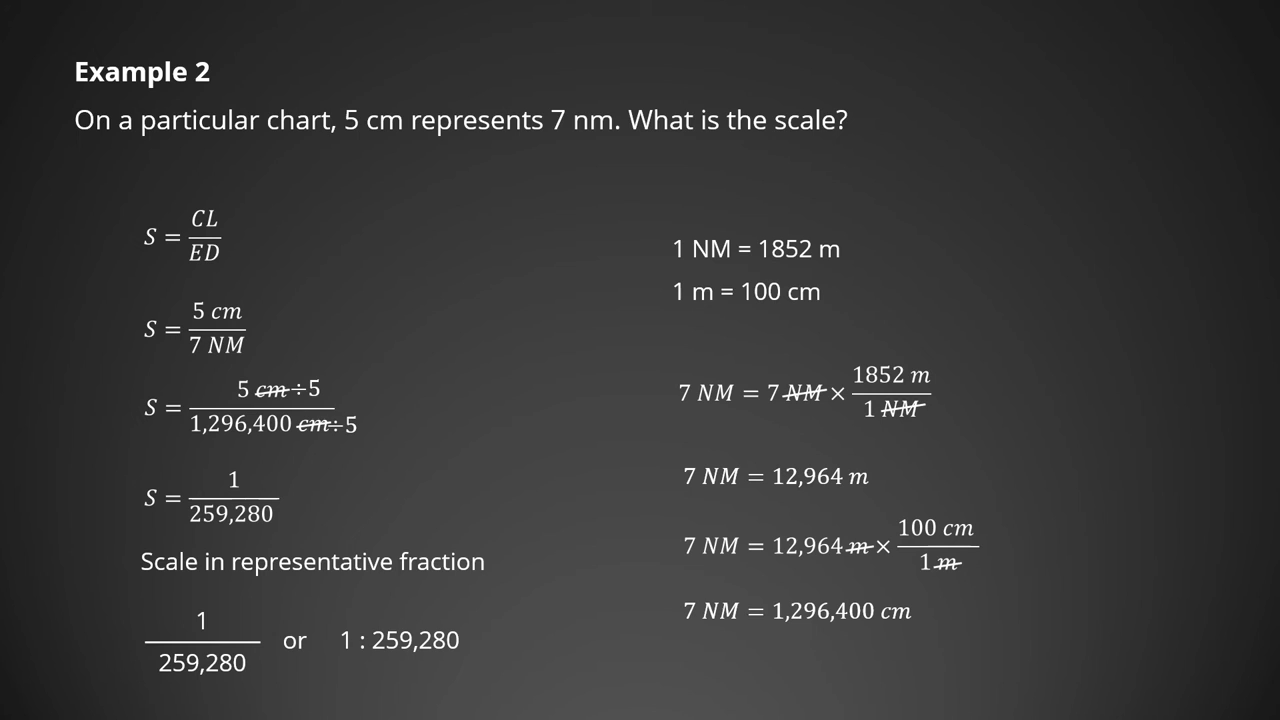 Example 2
On a particular chart, 5 cm represents 7 nm. What is the scale?
S = CL/ED
S = 5 cm/7 NM
S = 5 cm ÷5/1,296,400 cm÷5
S = 1/259,280
Scale in representative fraction
1/259,280 or 1 : 259,280
1 NM = 1852 m
1 m = 100 cm
7 NM = 7 NM × 1852 m/1 NM
7 NM = 12,964 m
7 NM = 12,964 m × 100 cm/1 m
7 NM = 1,296,400 cm